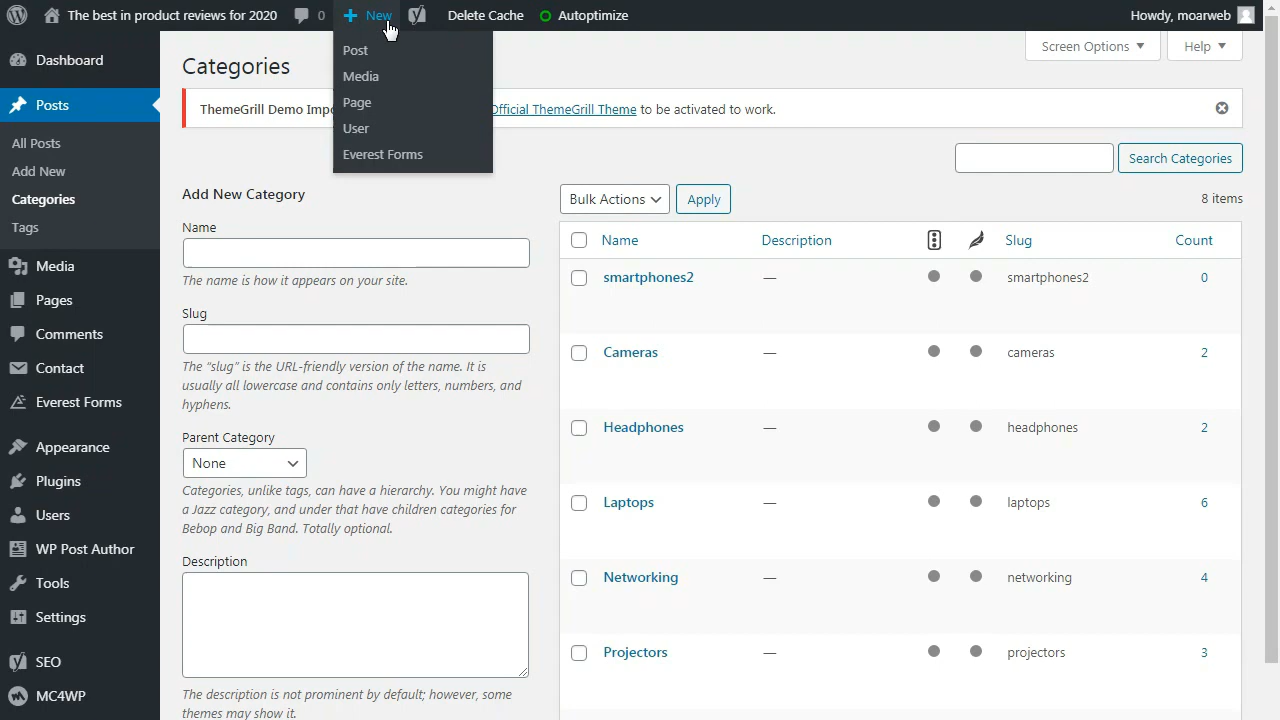 The best in product reviews for 2020
0
New
Delete Cache
Autoptimize
Howdy, moarweb
Post
Media
Page
User
Everest Forms
Dashboard
Posts
All Posts
Add New
Categories
Tags
Media
Pages
Comments
Contact
Everest Forms
Appearance
Plugins
Users
WP Post Author
Tools
Settings
SEO
MC4WP
Categories
Screen Options
Help
ThemeGrill Demo Official ThemeGrill Theme to be activated to work.
Search Categories
Add New Category
Name
The name is how it appears on your site.
Slug
The “slug” is the URL-friendly version of the name. It is
usually all lowercase and contains only letters, numbers, and
hyphens.
Parent Category
None
Categories, unlike tags, can have a hierarchy. You might have
a Jazz category, and under that have children categories for
Bebop and Big Band. Totally optional.
Description
The description is not prominent by default; however, some
themes may show it.
Bulk Actions
Apply
8 items
Name Description Slug Count
smartphones2 — smartphones2 0
Cameras — cameras 2
Headphones — headphones 2
Laptops — laptops 6
Networking — networking 4
Projectors — projectors 3